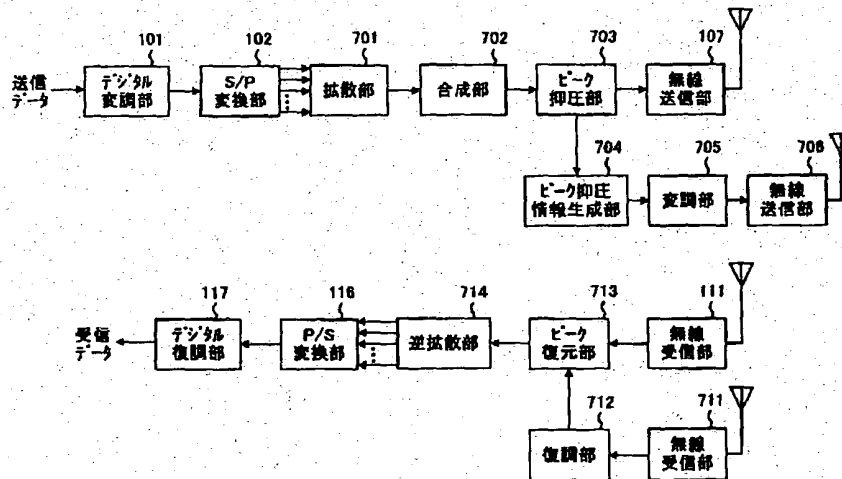 101
102
701
702
703
107
送信
データ
デジタル
変調部
S/P
変換部
拡散部
合成部
ピーク
抑圧部
無線
送信部
704
705
706
ピーク抑圧
情報生成部
変調部
無線
送信部
117
116
714
713
111
受信
データ
デジタル
復調部
P/S
変換部
逆拡散部
ピーク
復元部
無線
受信部
712
711
復調部
無線
受信部